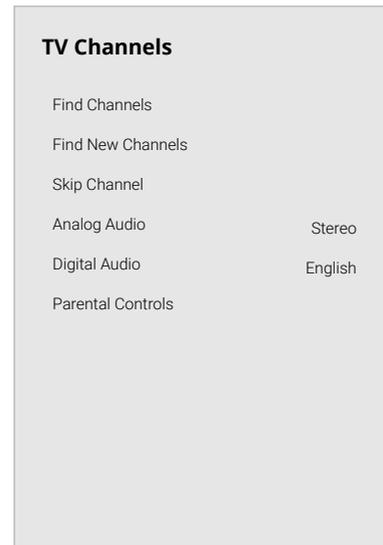 TV Channels
Find Channels
Find New Channels
Skip Channel
Analog Audio Stereo
Digital Audio English
Parental Controls